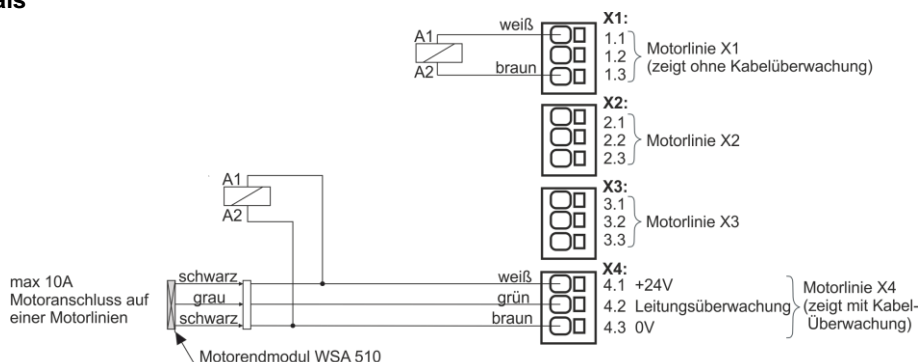 als
weiß
A1
A2
braun
X1:
1.1
1.2
1.3
Motorlinie X1
(zeigt ohne Kabelüberwachung)
X2:
2.1
2.2
2.3
Motorlinie X2
X3:
3.1
3.2
3.3
Motorlinie X3
A1
A2
max 10A
Motoranschluss auf
einer Motorlinien
schwarz
grau
schwarz
Motorendmodul WSA 510
weiß
grün
braun
X4:
4.1 +24V
4.2 Leitungsüberwachung
4.3 0V
Motorlinie X4
(zeigt mit Kabel-
Überwachung)